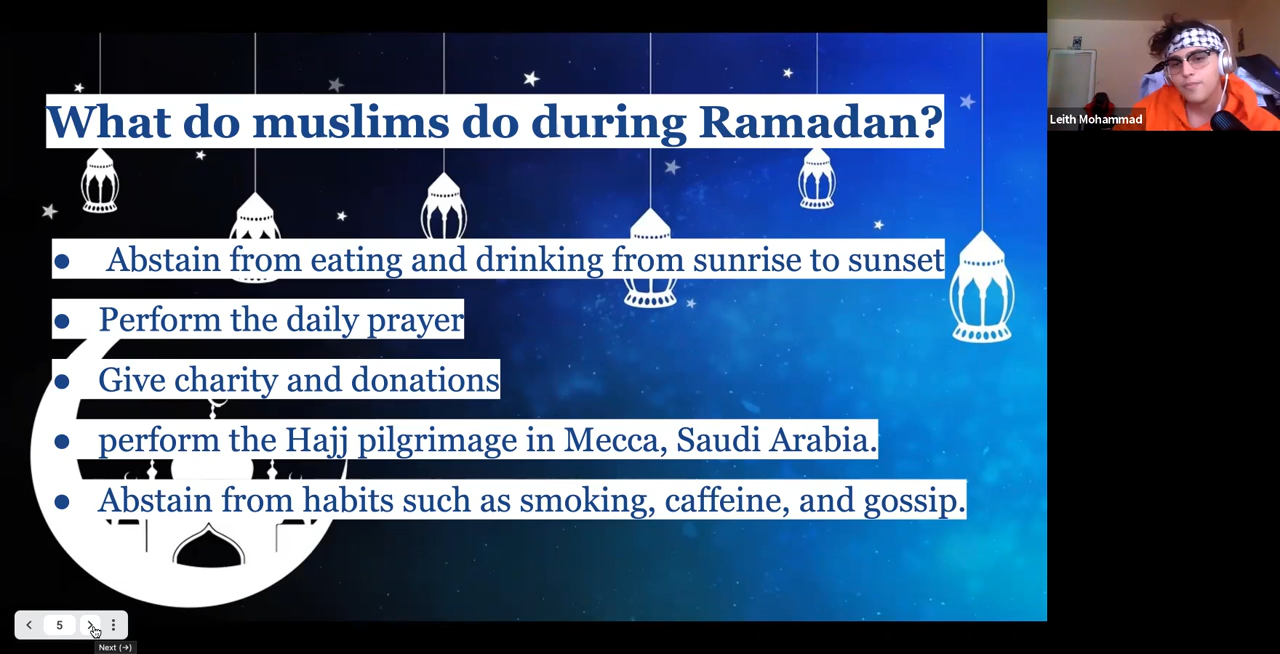 What do muslims do during Ramadan?
● Abstain from eating and drinking from sunrise to sunset
● Perform the daily prayer
● Give charity and donations
● perform the Hajj pilgrimage in Mecca, Saudi Arabia.
● Abstain from habits such as smoking, caffeine, and gossip.
Leith Mohammad
5
Next (→)